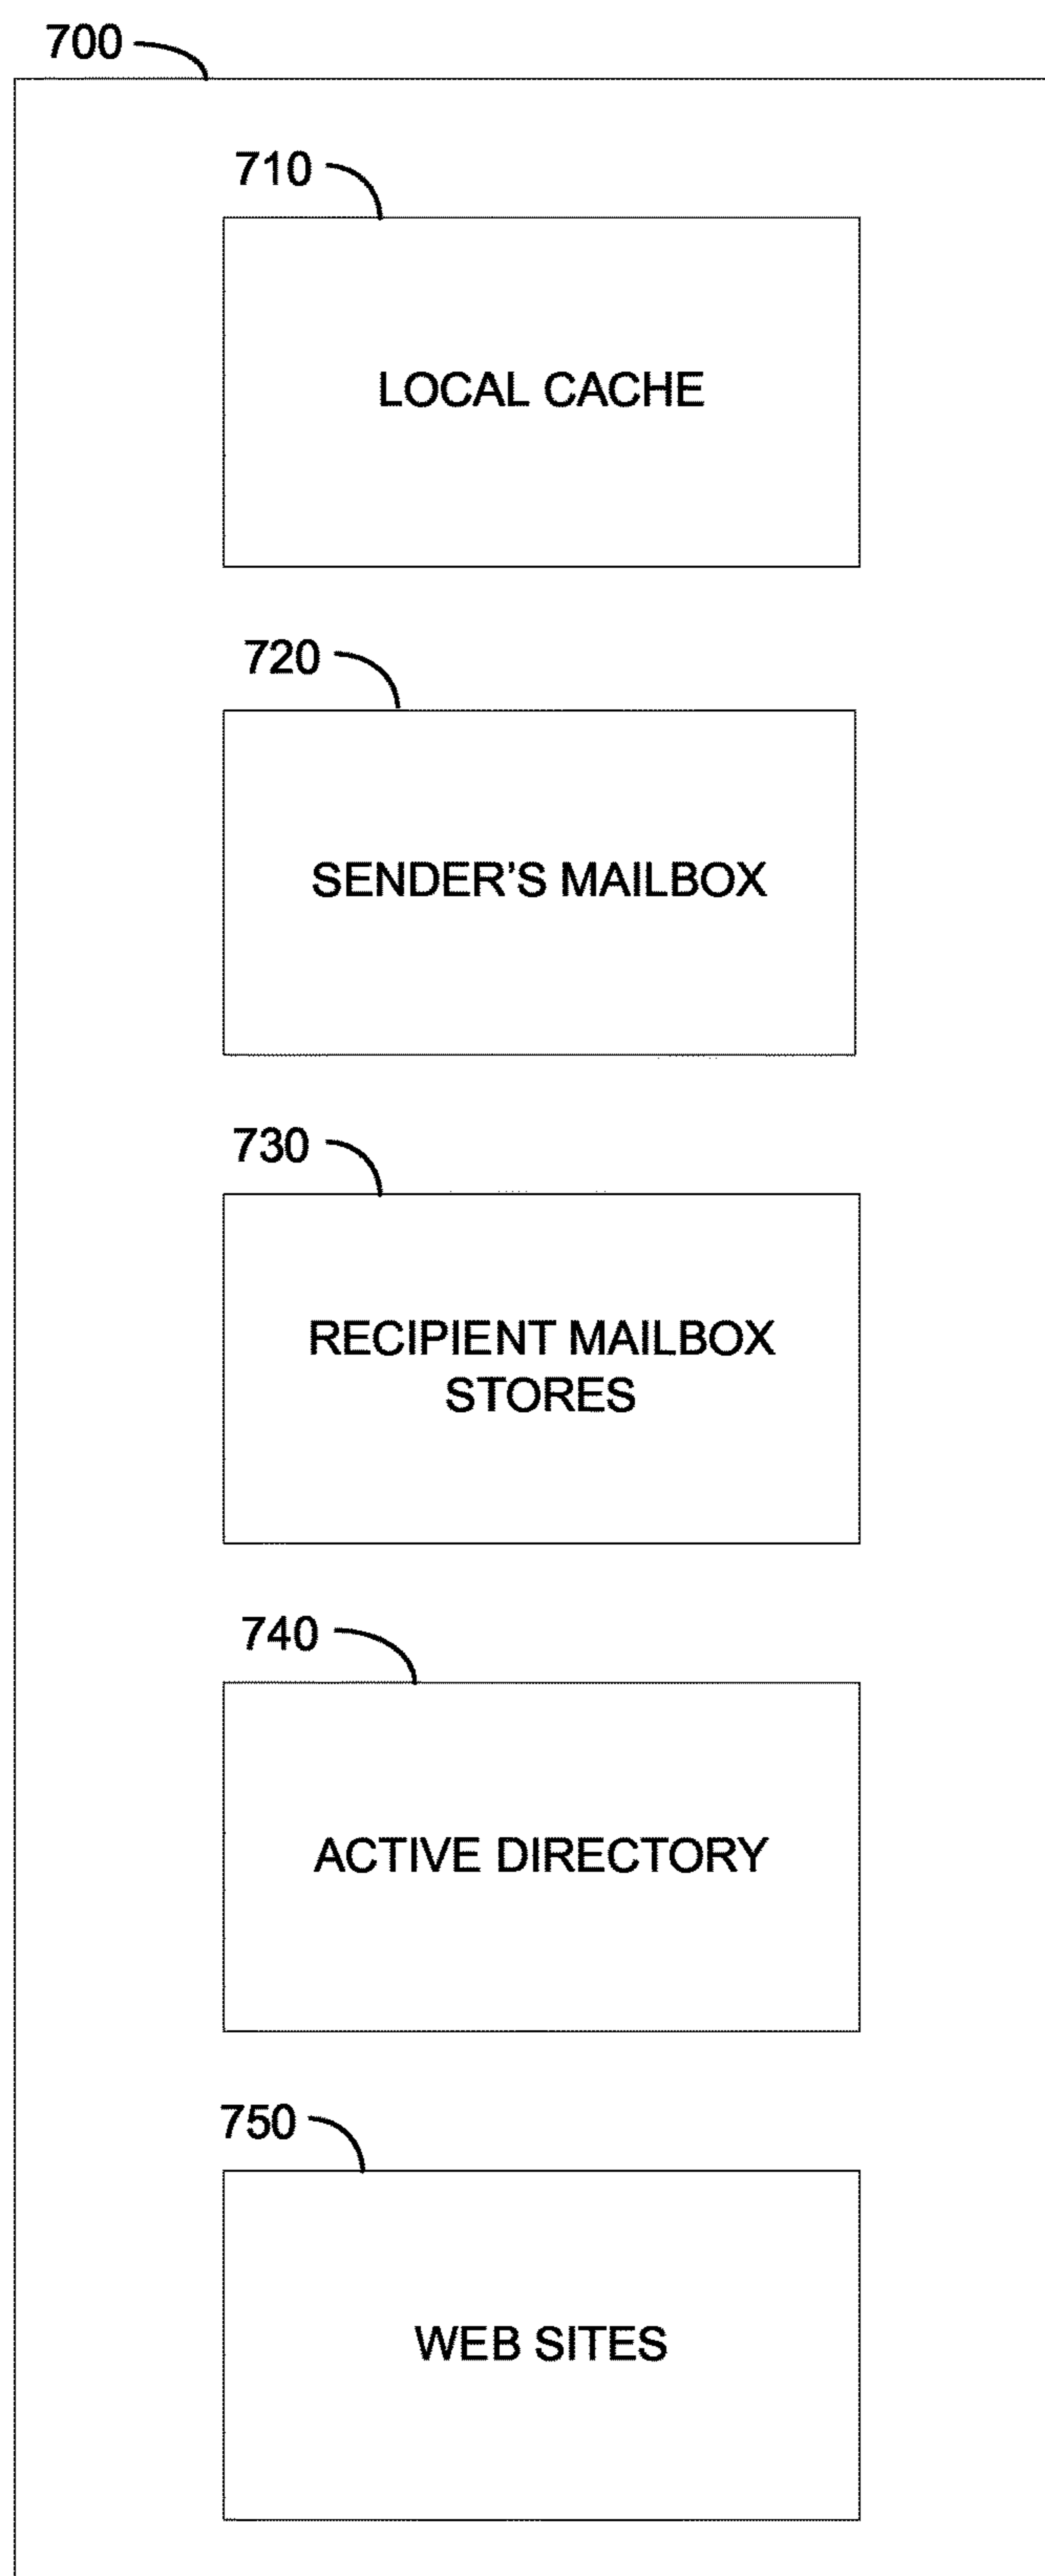 700
710
LOCAL CACHE
720
SENDER’S MAILBOX
730
RECIPIENT MAILBOX
STORES
740
ACTIVE DIRECTORY
750
WEB SITES